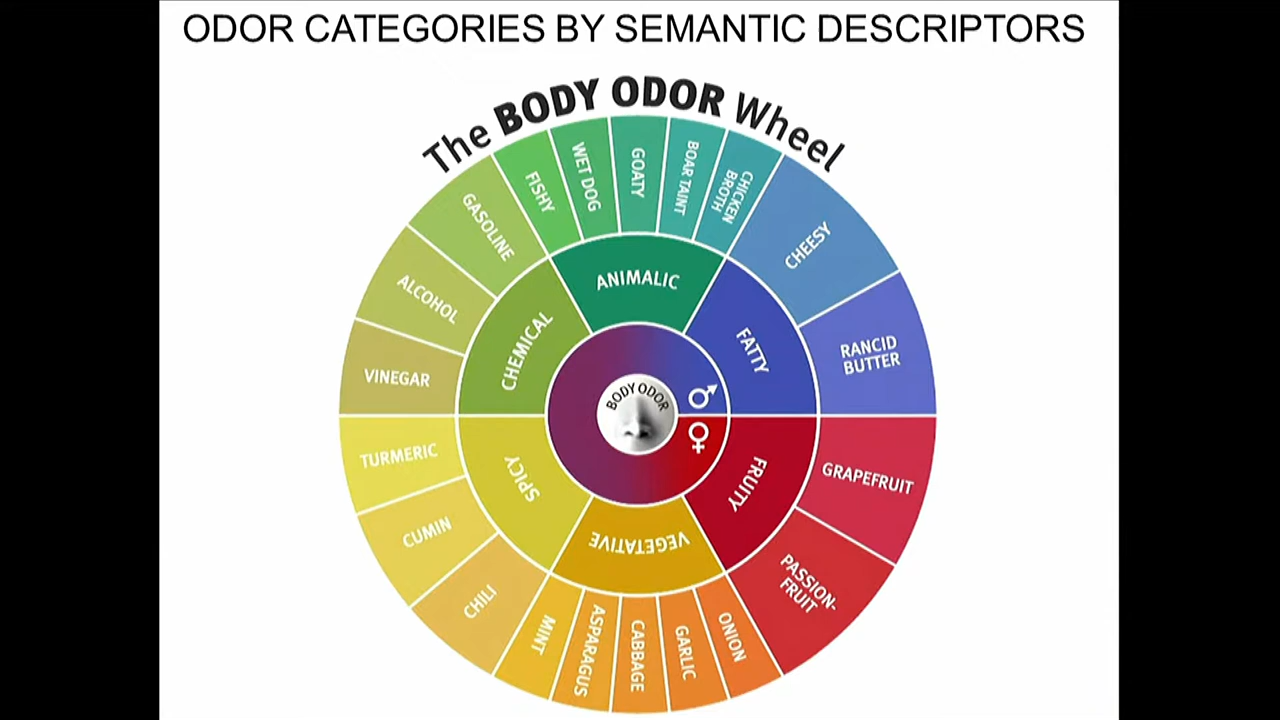 ODOR CATEGORIES BY SEMANTIC DESCRIPTORS
The BODY ODOR Wheel
FISHY
WET DOG
GOATY
BOAR TAINT
CHICKEN
BROTH
CHEESY
RANCID
BUTTER
GRAPEFRUIT
PASSION-
FRUIT
ONION
GARLIC
CABBAGE
ASPARAGUS
MINT
CHILI
CUMIN
TURMERIC
VINEGAR
ALCOHOL
GASOLINE
ANIMALIC
FATTY
FRUITY
VEGETATIVE
SPICY
CHEMICAL
BODY ODOR
♂
♀